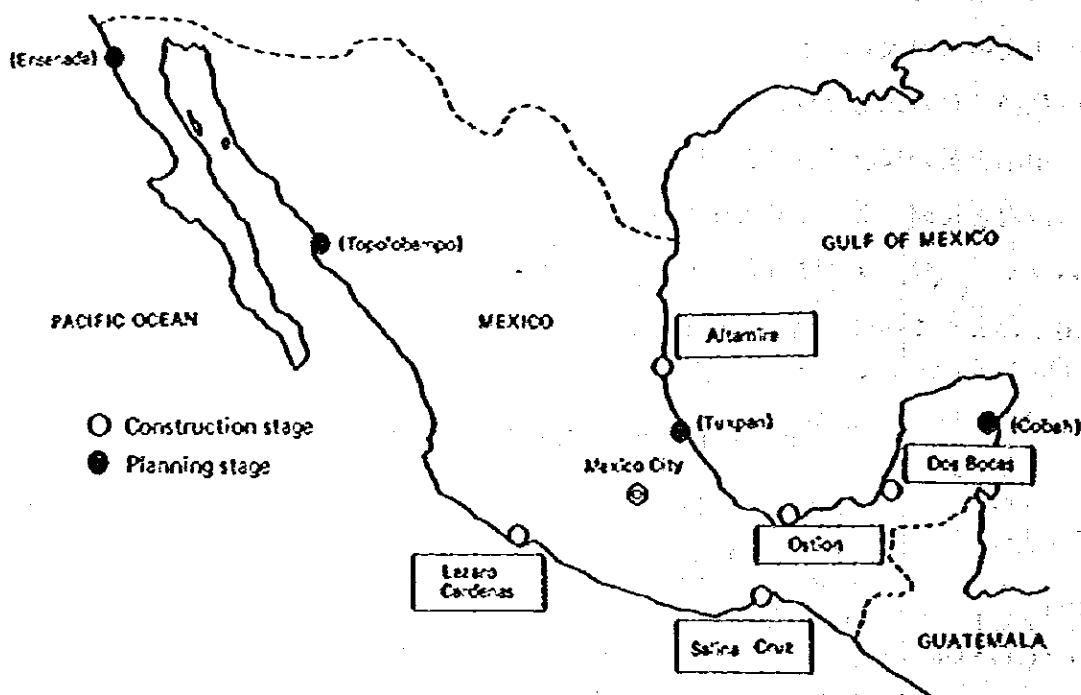 (Ensenada)
(Topolobampo)
GULF OF MEXICO
PACIFIC OCEAN
MEXICO
Altamira
Construction stage
Planning stage
(Tuxpan)
(Cobah)
Mexico City
Dos Bocas
Ostion
Lazaro
Cardenas
Salina Cruz
GUATEMALA